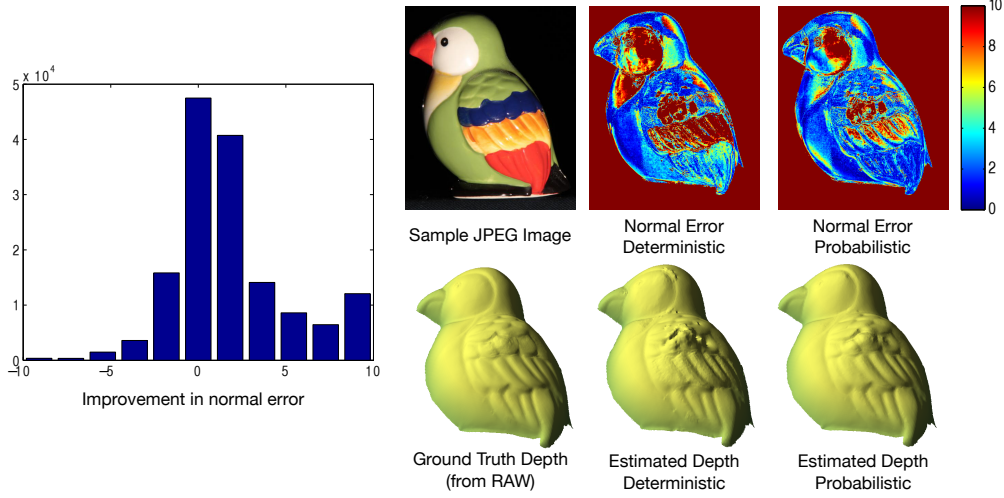 x 10^4
5
4
3
2
1
0
−10
−5
0
5
10
Improvement in normal error
Sample JPEG Image
Normal Error
Deterministic
Normal Error
Probabilistic
10
8
6
4
2
0
Ground Truth Depth
(from RAW)
Estimated Depth
Deterministic
Estimated Depth
Probabilistic